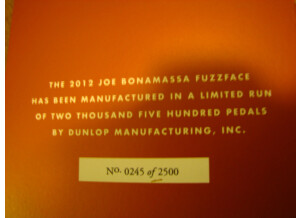 THE 2012 JOE BONAMASSA FUZZFACE
HAS BEEN MANUFACTURED IN A LIMITED RUN
OF TWO THOUSAND FIVE HUNDRED PEDALS
BY DUNLOP MANUFACTURING, INC.
No. 0245 of 2500